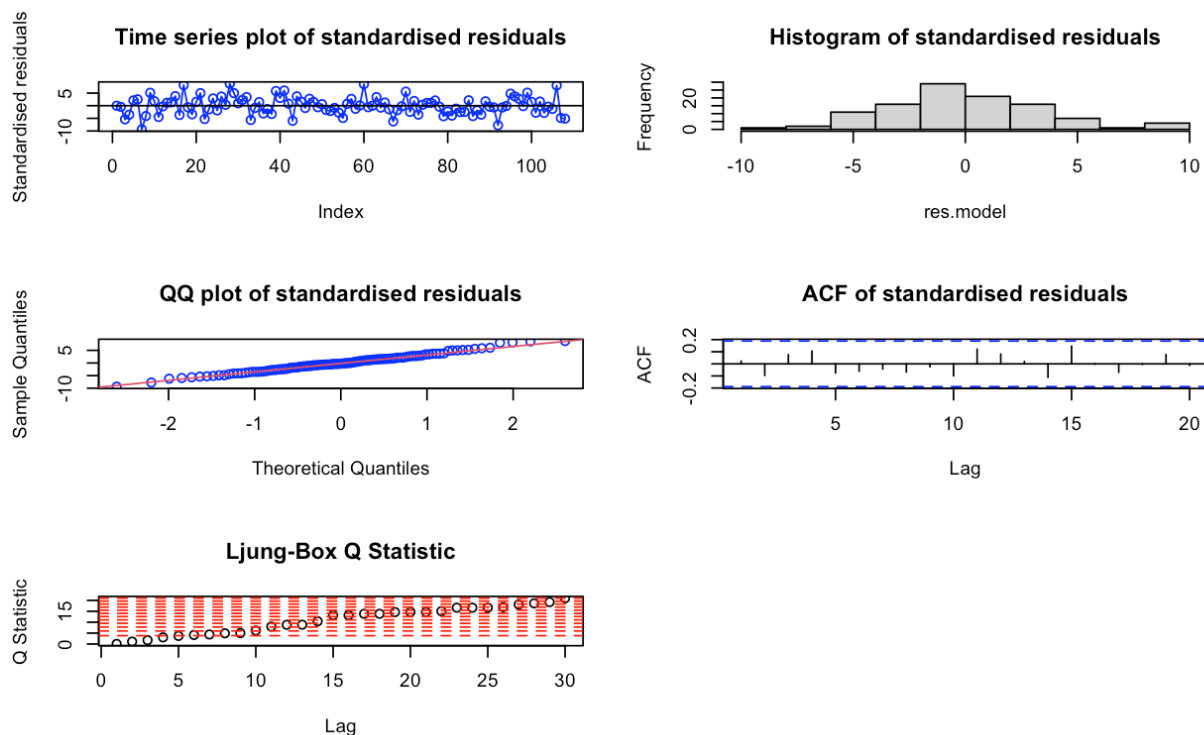 Time series plot of standardised residuals
Standardised residuals
5
-10
0 20 40 60 80 100
Index
Histogram of standardised residuals
Frequency
20
0
-10 -5 0 5 10
res.model
QQ plot of standardised residuals
Sample Quantiles
5
-10
-2 -1 0 1 2
Theoretical Quantiles
ACF of standardised residuals
ACF
0.2
-0.2
5 10 15 20
Lag
Ljung-Box Q Statistic
Q Statistic
15
0
0 5 10 15 20 25 30
Lag